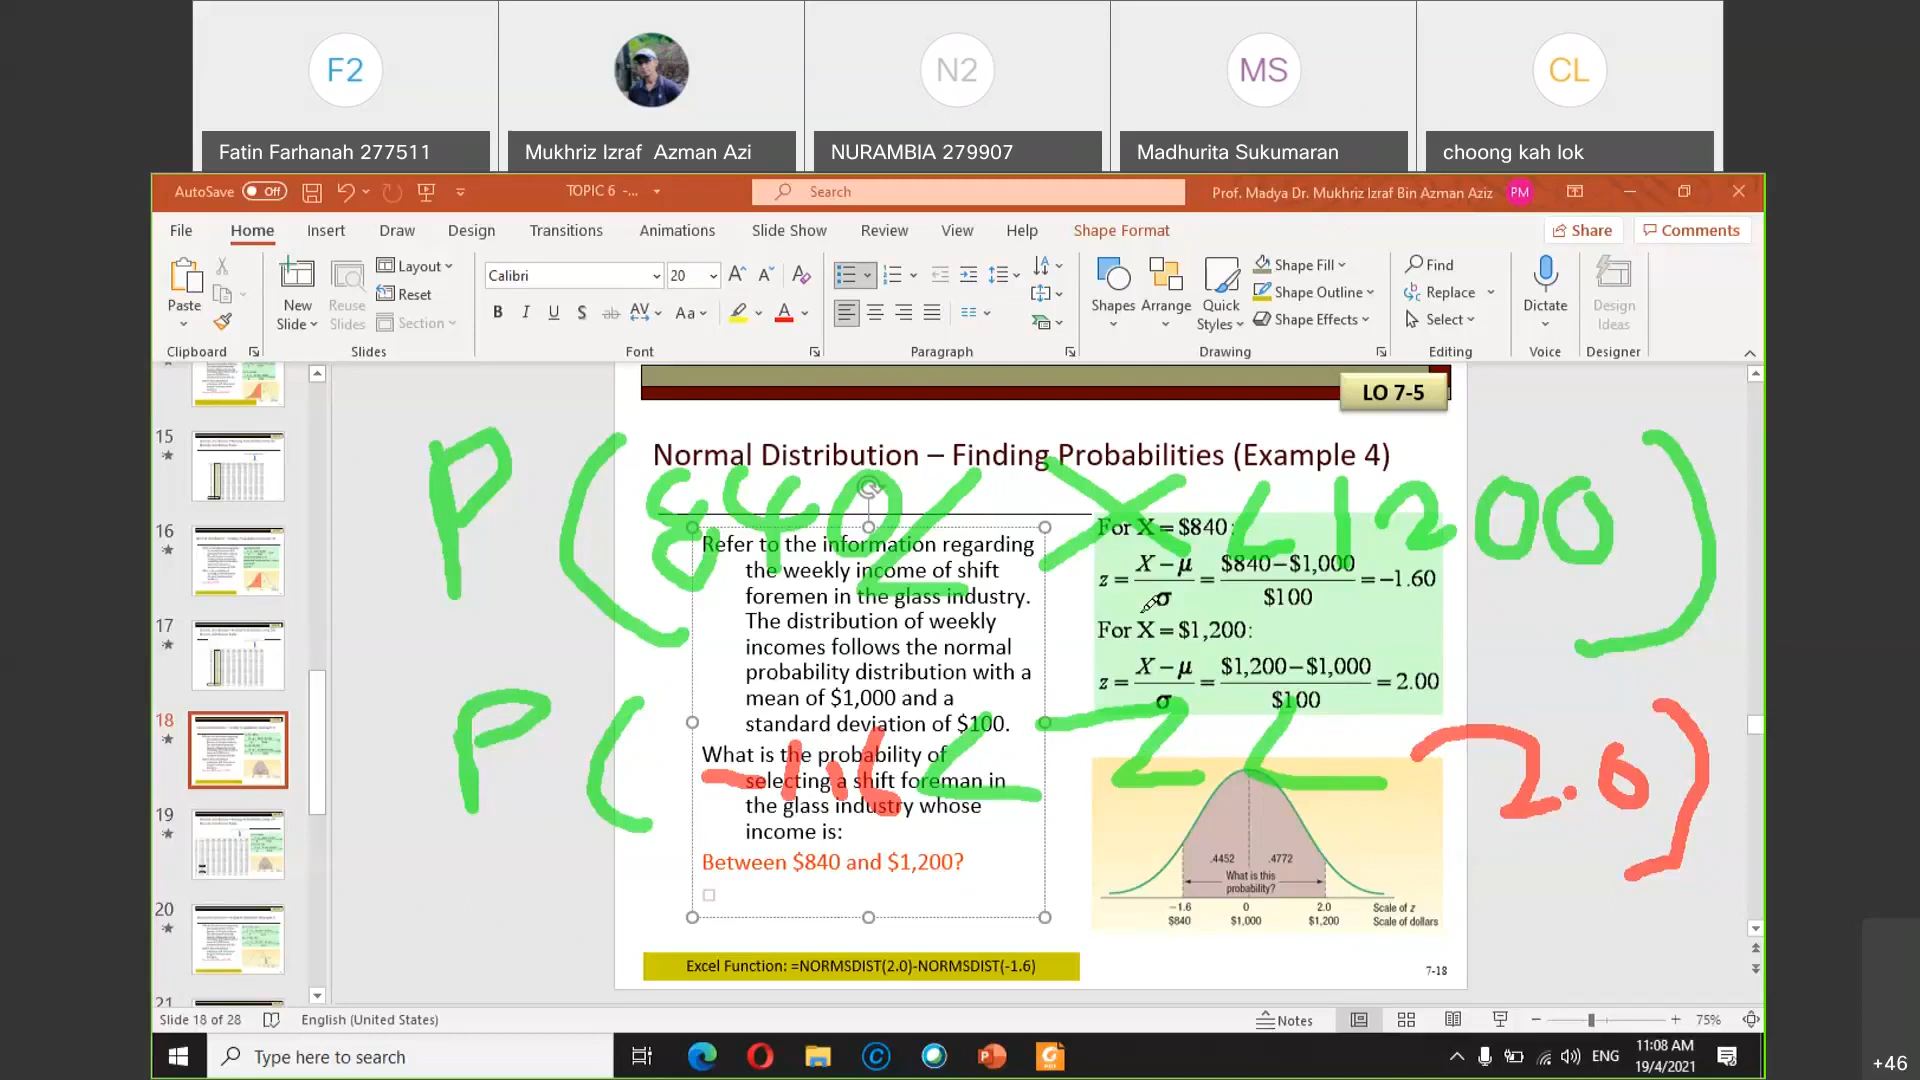 F2
N2
MS
CL
Fatin Farhanah 277511
Mukhriz Izraf Azman Azi
NURAMBIA 279907
Madhurita Sukumaran
choong kah lok
AutoSave Off
TOPIC 6 -...
Search
Prof. Madya Dr. Mukhriz Izraf Bin Azman Aziz
PM
File Home Insert Draw Design Transitions Animations Slide Show Review View Help Shape Format
Share
Comments
Paste
Clipboard
New Slide
Reuse Slides
Layout
Reset
Section
Slides
Calibri
20
B I U S ab AV Aa A
Font
Paragraph
Shapes
Arrange
Quick Styles
Shape Fill
Shape Outline
Shape Effects
Drawing
Find
Replace
Select
Editing
Dictate
Voice
Design Ideas
Designer
15
16
17
18
19
20
21
LO 7-5
Normal Distribution – Finding Probabilities (Example 4)
P(840 < X < 1200)
Refer to the information regarding
the weekly income of shift
foremen in the glass industry.
The distribution of weekly
incomes follows the normal
probability distribution with a
mean of $1,000 and a
standard deviation of $100.
What is the probability of
selecting a shift foreman in
the glass industry whose
income is:
Between $840 and $1,200?
For X = $840:
z = X − μ / σ = $840 − $1,000 / $100 = −1.60
For X = $1,200:
z = X − μ / σ = $1,200 − $1,000 / $100 = 2.00
P(-1.6 < Z < 2.0)
.4452 .4772
What is this
probability?
−1.6 0 2.0 Scale of z
$840 $1,000 $1,200 Scale of dollars
Excel Function: =NORMSDIST(2.0)-NORMSDIST(-1.6)
7-18
Slide 18 of 28
English (United States)
Notes
75%
Type here to search
ENG
11:08 AM
19/4/2021
+46